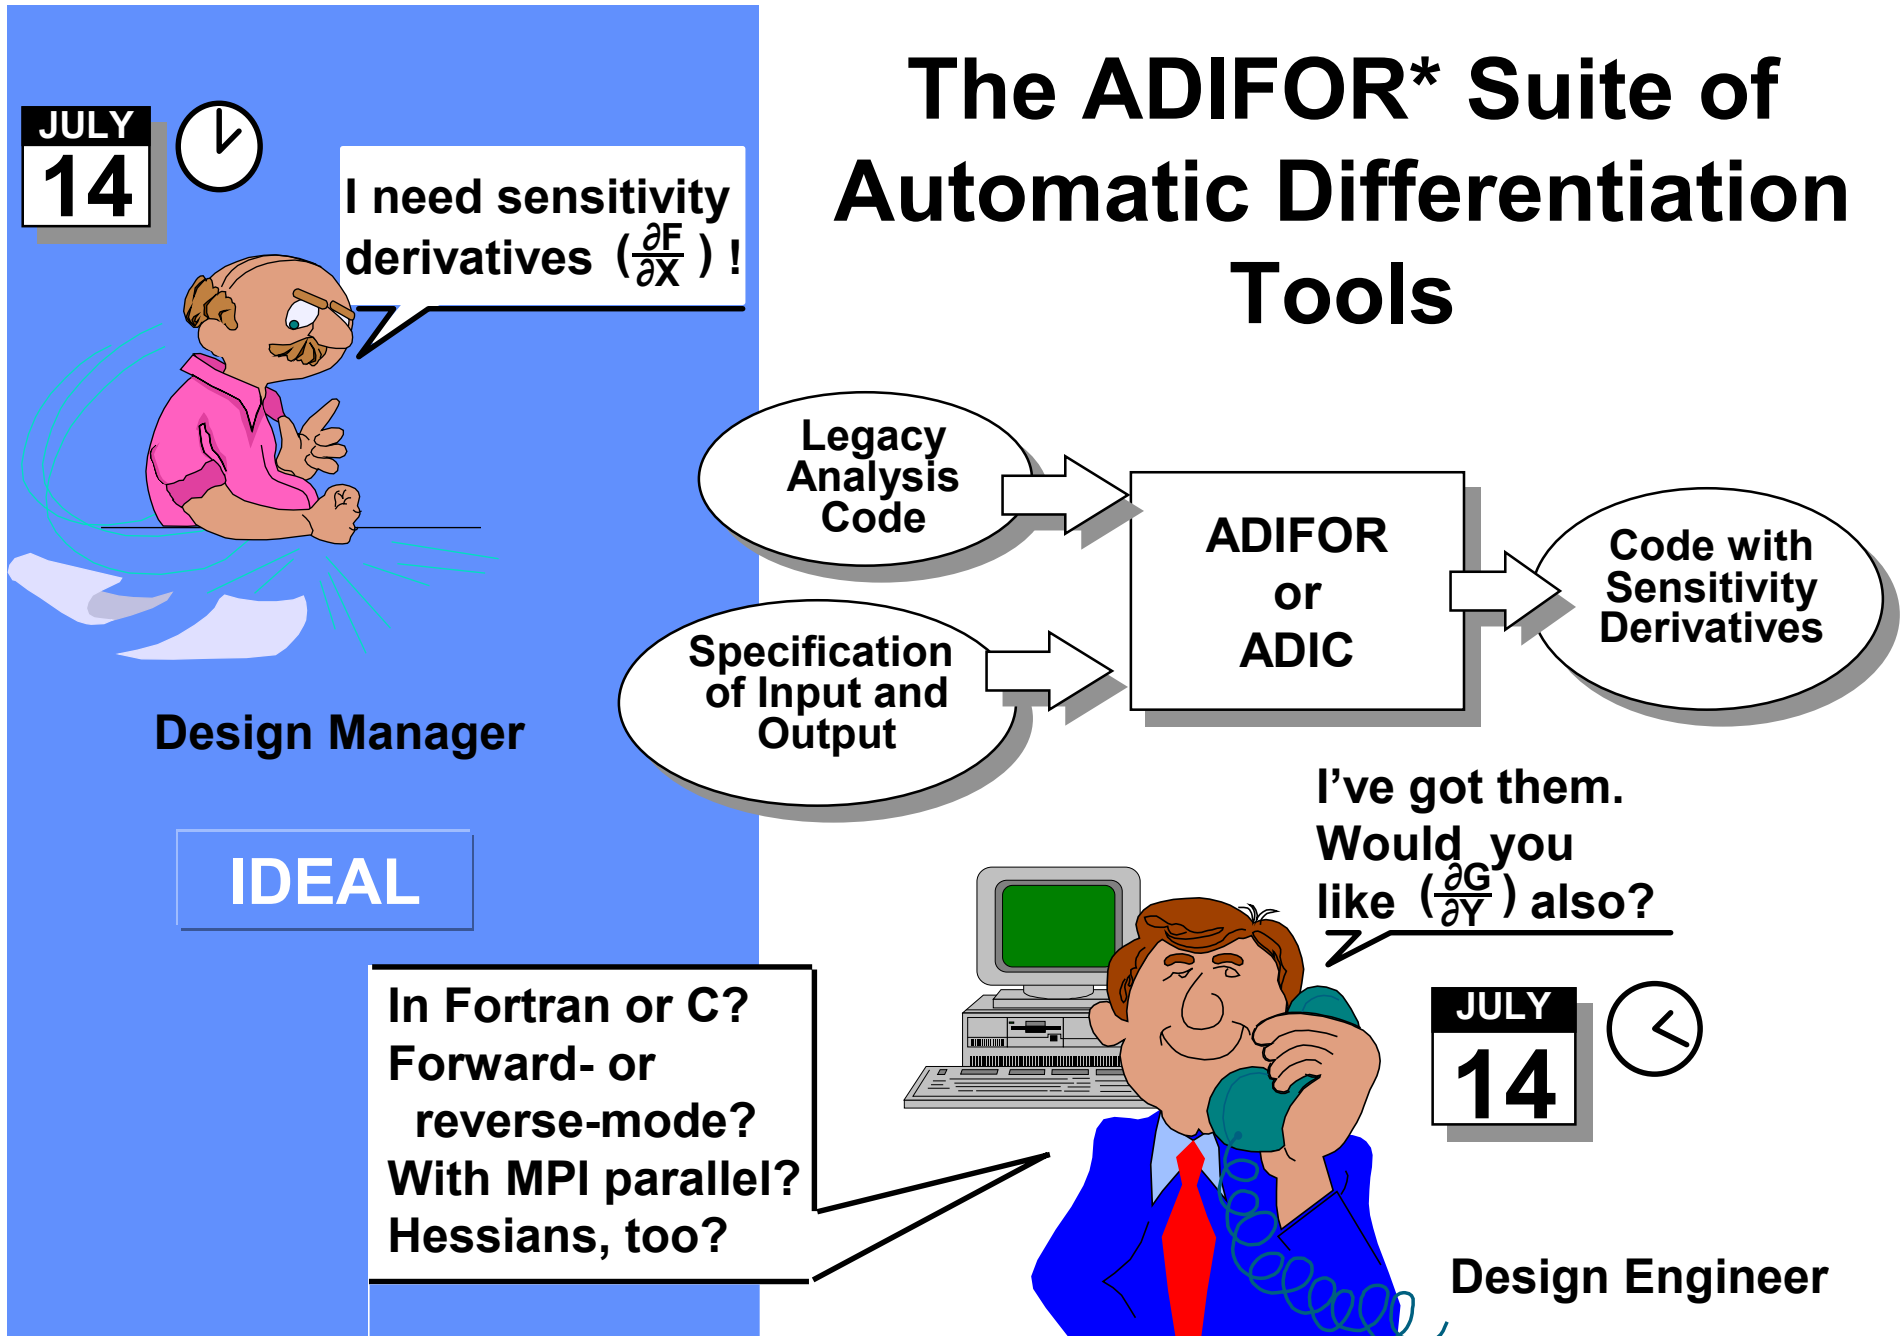 The ADIFOR* Suite of
Automatic Differentiation
Tools
JULY
14
I need sensitivity
derivatives (∂F/∂X) !
Design Manager
IDEAL
Legacy
Analysis
Code
Specification
of Input and
Output
ADIFOR
or
ADIC
Code with
Sensitivity
Derivatives
I've got them.
Would you
like (∂G/∂Y) also?
In Fortran or C?
Forward- or
reverse-mode?
With MPI parallel?
Hessians, too?
JULY
14
Design Engineer